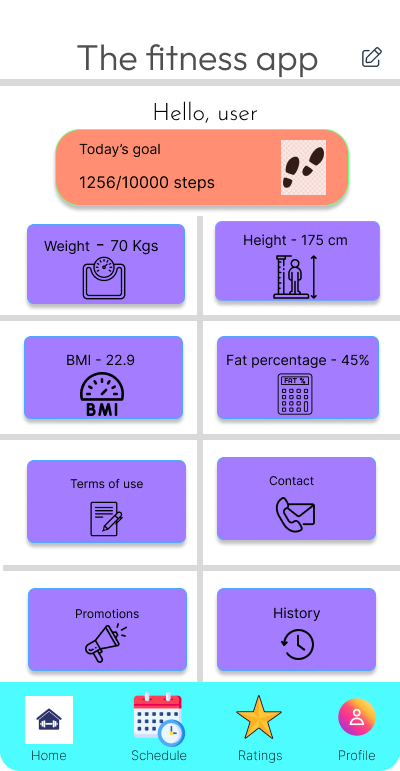 The fitness app
Hello, user
Today's goal
1256/10000 steps
Weight - 70 Kgs
Height - 175 cm
BMI - 22.9
Fat percentage - 45%
BMI
FAT %
Terms of use
Contact
Promotions
History
Home
Schedule
Ratings
Profile